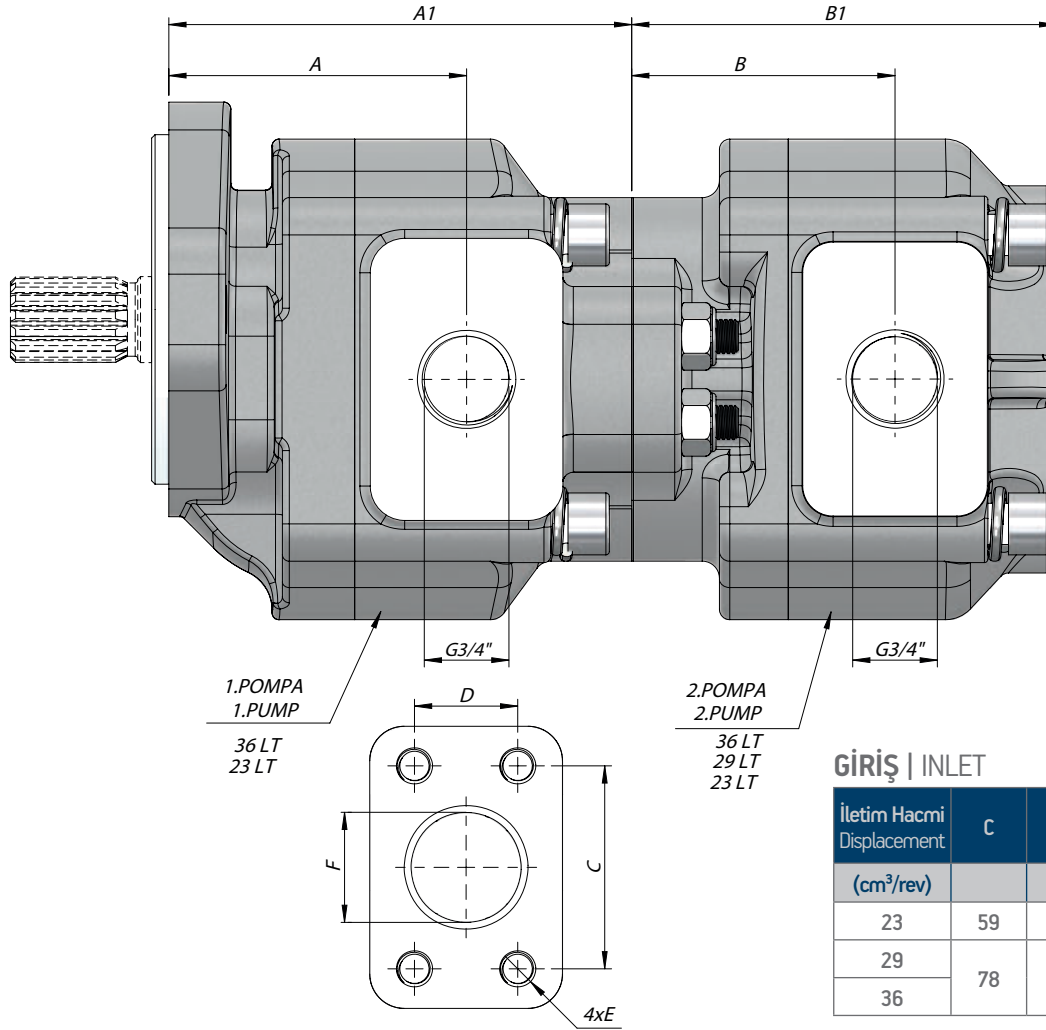 A1
B1
A
B
G3/4"
G3/4"
1.POMPA
1.PUMP
36 LT
23 LT
2.POMPA
2.PUMP
36 LT
29 LT
23 LT
D
F
C
4xE
GİRİŞ | INLET
İletim Hacmi
Displacement
C
(cm³/rev)
23 59
29
78
36